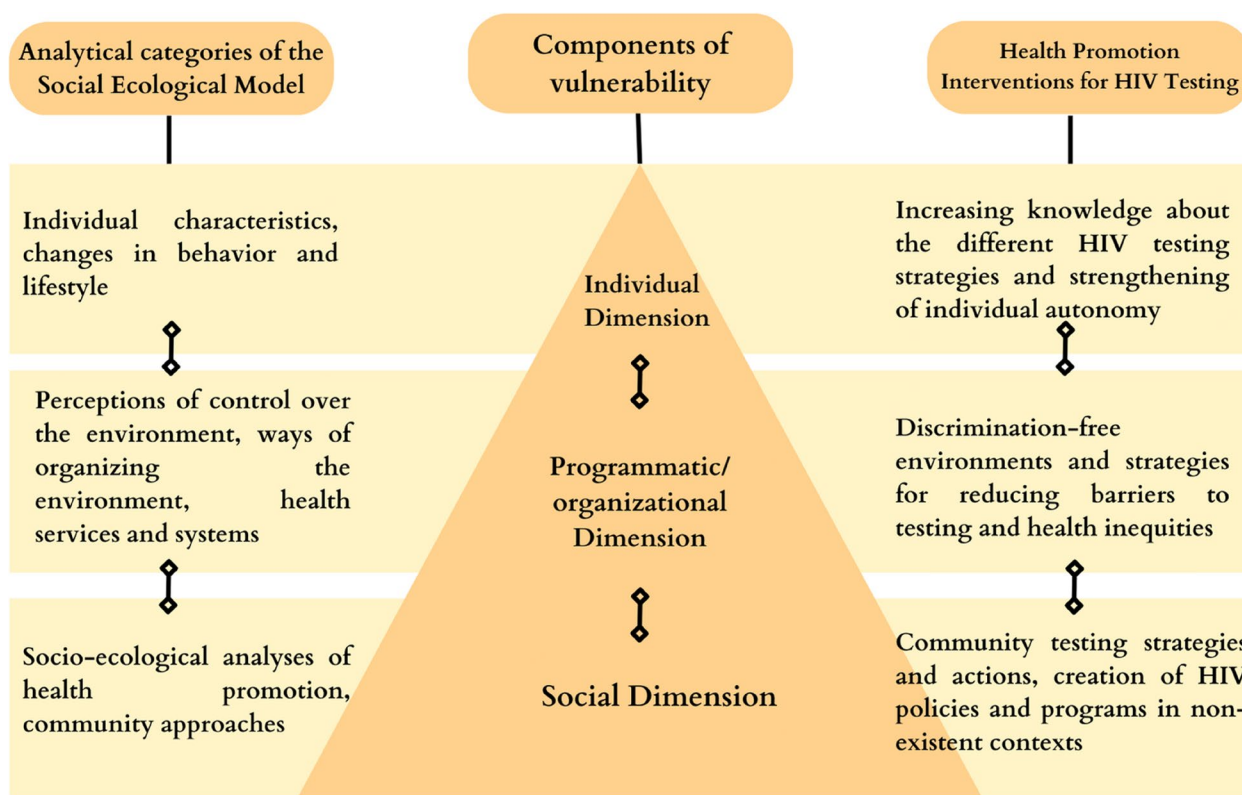 Analytical categories of the
Social Ecological Model
Components of
vulnerability
Health Promotion
Interventions for HIV Testing
Individual characteristics,
changes in behavior and
lifestyle
Individual
Dimension
Increasing knowledge about
the different HIV testing
strategies and strengthening
of individual autonomy
Perceptions of control over
the environment, ways of
organizing the
environment, health
services and systems
Programmatic/
organizational
Dimension
Discrimination-free
environments and strategies
for reducing barriers to
testing and health inequities
Socio-ecological analyses of
health promotion,
community approaches
Social Dimension
Community testing strategies
and actions, creation of HIV
policies and programs in non-
existent contexts